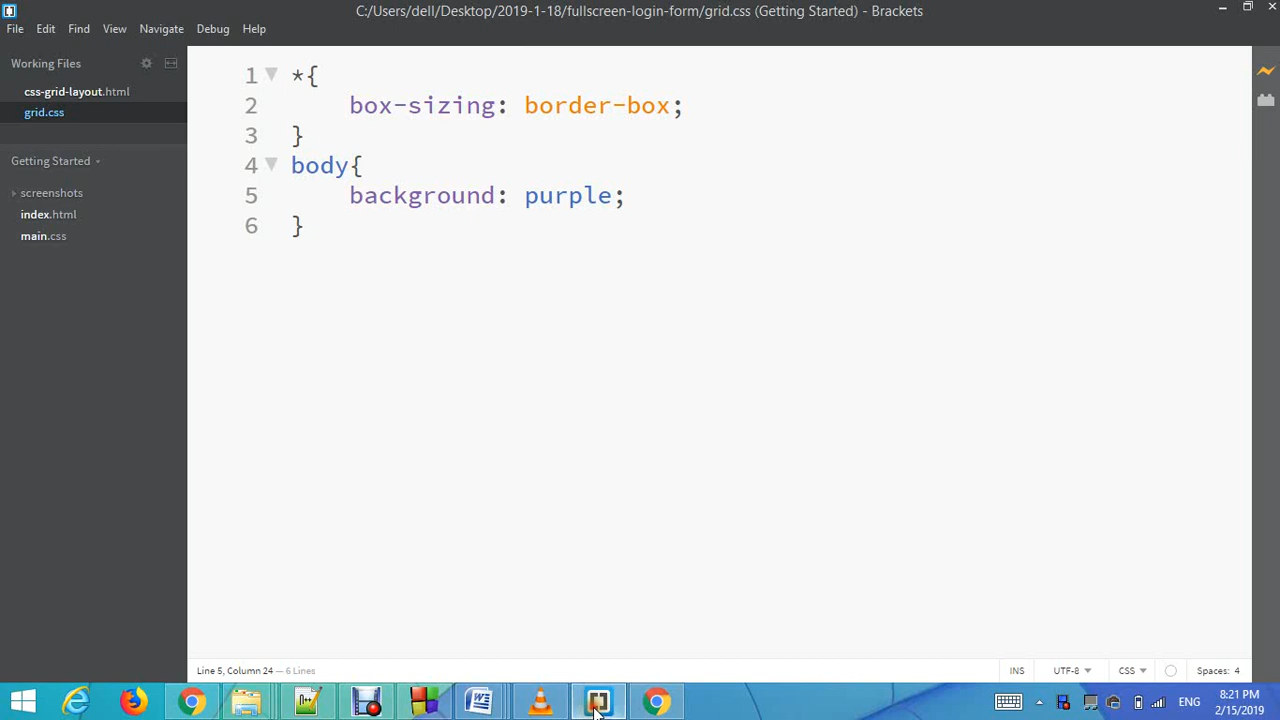 C:/Users/dell/Desktop/2019-1-18/fullscreen-login-form/grid.css (Getting Started) - Brackets
File Edit Find View Navigate Debug Help
Working Files
css-grid-layout.html
grid.css
Getting Started
screenshots
index.html
main.css
1 *{
2 box-sizing: border-box;
3 }
4 body{
5 background: purple;
6 }
Line 5, Column 24 — 6 Lines
INS UTF-8 CSS Spaces: 4
ENG
8:21 PM
2/15/2019